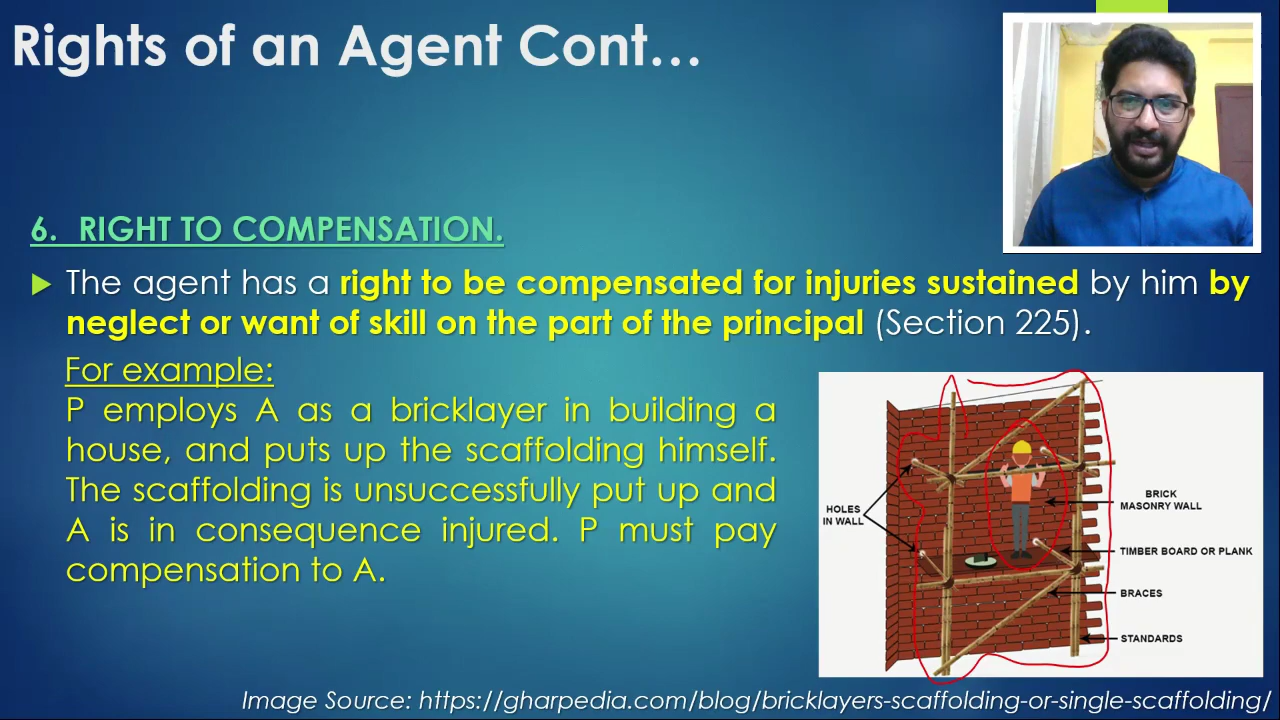 Rights of an Agent Cont…
6. RIGHT TO COMPENSATION.
The agent has a right to be compensated for injuries sustained by him by
neglect or want of skill on the part of the principal (Section 225).
For example:
P employs A as a bricklayer in building a
house, and puts up the scaffolding himself.
The scaffolding is unsuccessfully put up and
A is in consequence injured. P must pay
compensation to A.
HOLES
IN WALL
BRICK
MASONRY WALL
TIMBER BOARD OR PLANK
BRACES
STANDARDS
Image Source: https://gharpedia.com/blog/bricklayers-scaffolding-or-single-scaffolding/